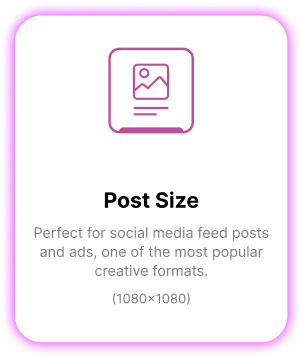 Post Size
Perfect for social media feed posts
and ads, one of the most popular
creative formats.
(1080×1080)